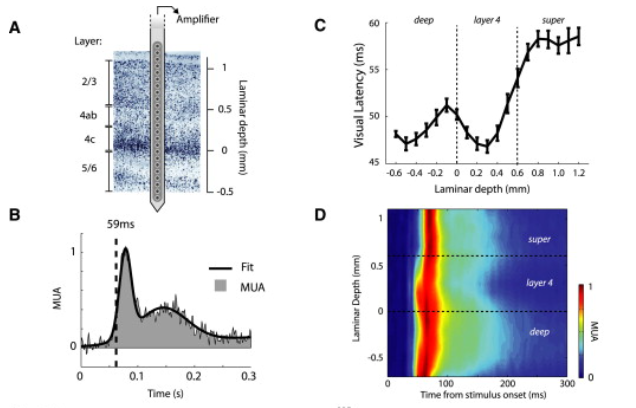 A
Amplifier
Layer:
2/3
4ab
4c
5/6
1
0.5
0
-0.5
Laminar depth (mm)
B
59ms
1
0
MUA
Fit
MUA
0
0.1
0.2
0.3
Time (s)
C
deep
layer 4
super
60
55
50
45
Visual Latency (ms)
-0.6
-0.4
-0.2
0
0.2
0.4
0.6
0.8
1.0
1.2
Laminar depth (mm)
D
1
0.5
0
-0.5
Laminar Depth (mm)
super
layer 4
deep
1
0
MUA
0
100
200
300
Time from stimulus onset (ms)